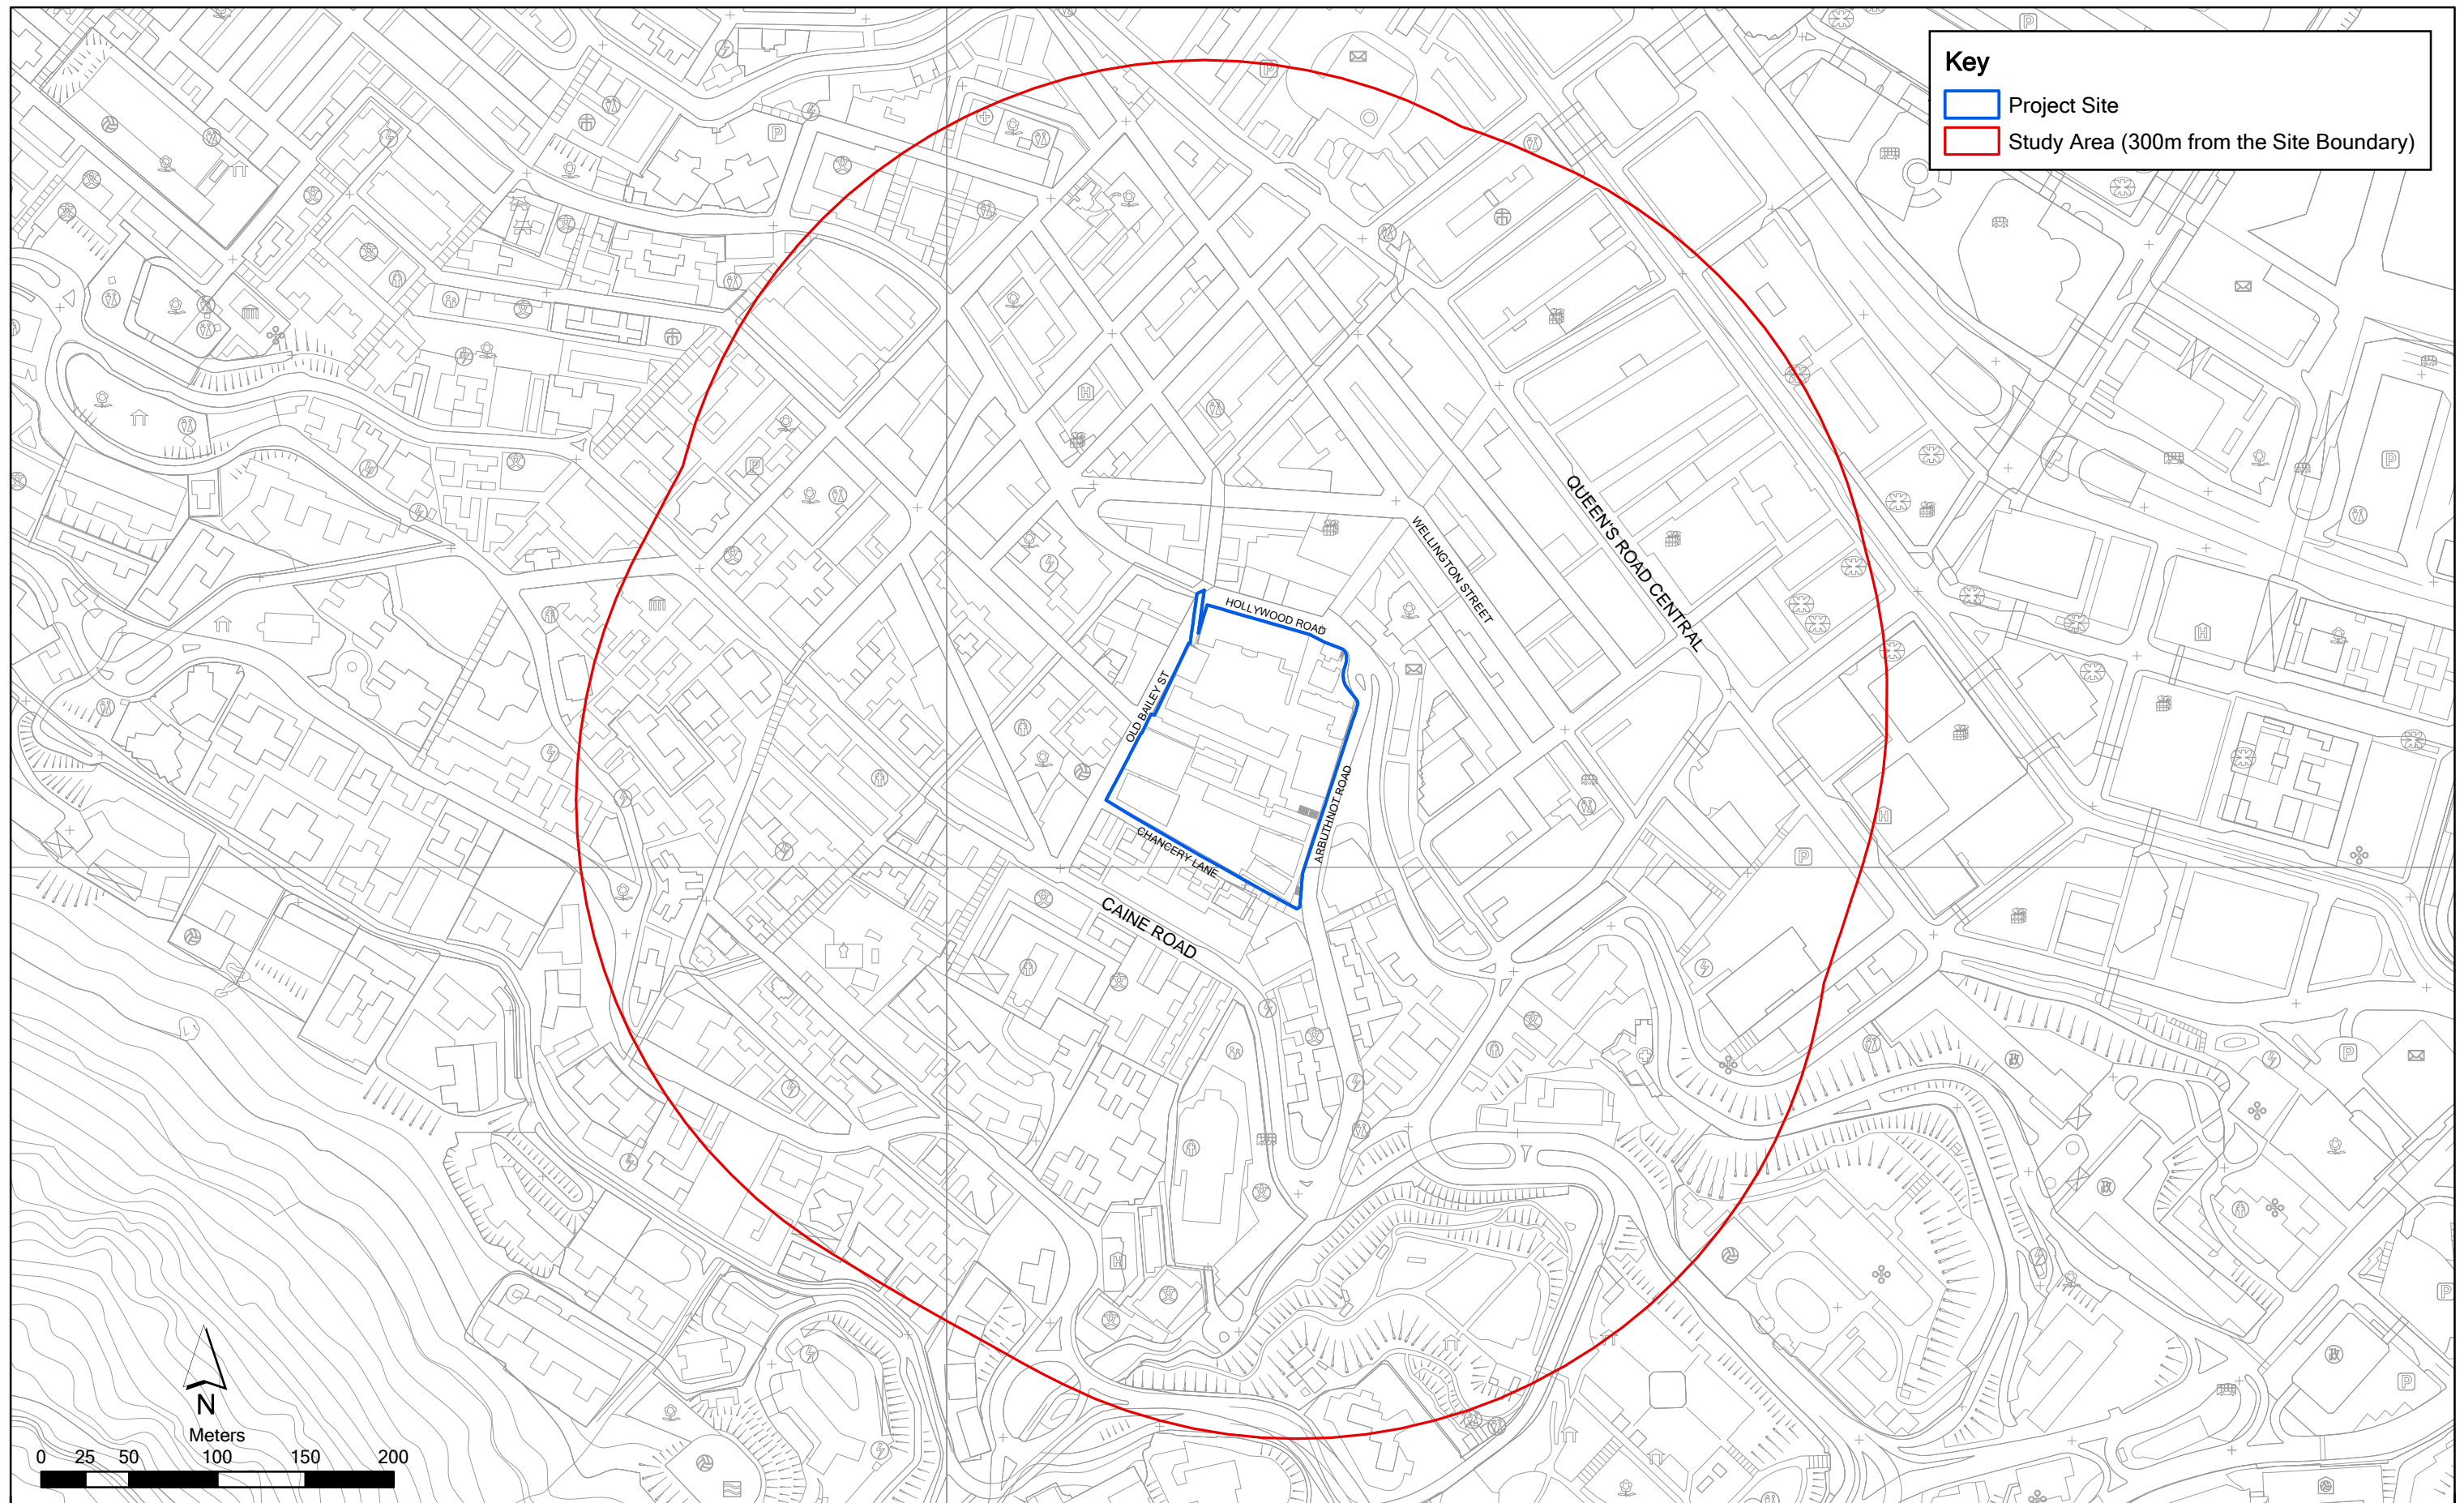 Key
Project Site
Study Area (300m from the Site Boundary)
QUEEN'S ROAD CENTRAL
WELLINGTON STREET
HOLLYWOOD ROAD
OLD BAILEY ST
ARBUTHNOT ROAD
CHANCERY LANE
CAINE ROAD
N
Meters
0 25 50 100 150 200